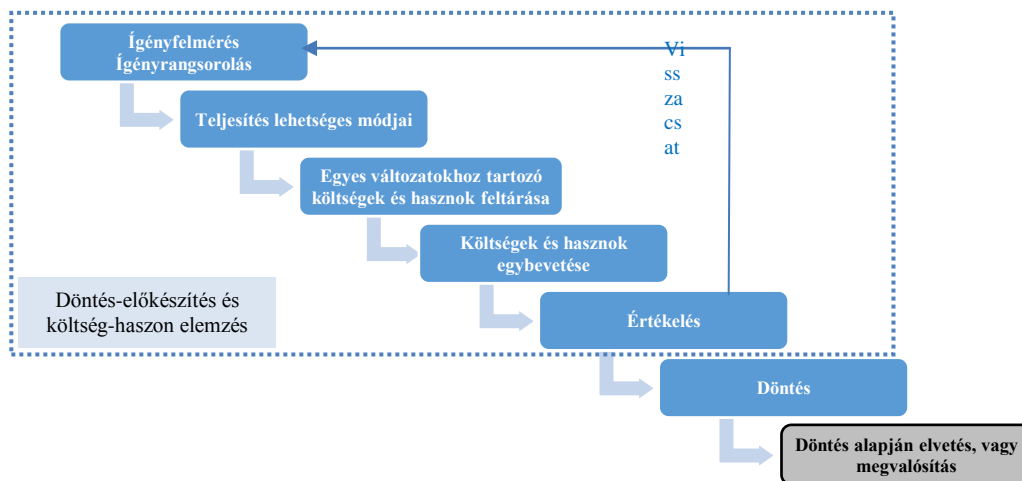 Ígényfelmérés
Ígényrangsorolás
Vi
ss
za
cs
at
Teljesítés lehetséges módjai
Egyes változatokhoz tartozó
költségek és hasznok feltárása
Költségek és hasznok
egybevetése
Döntés-előkészítés és
költség-haszon elemzés
Értékelés
Döntés
Döntés alapján elvetés, vagy
megvalósítás